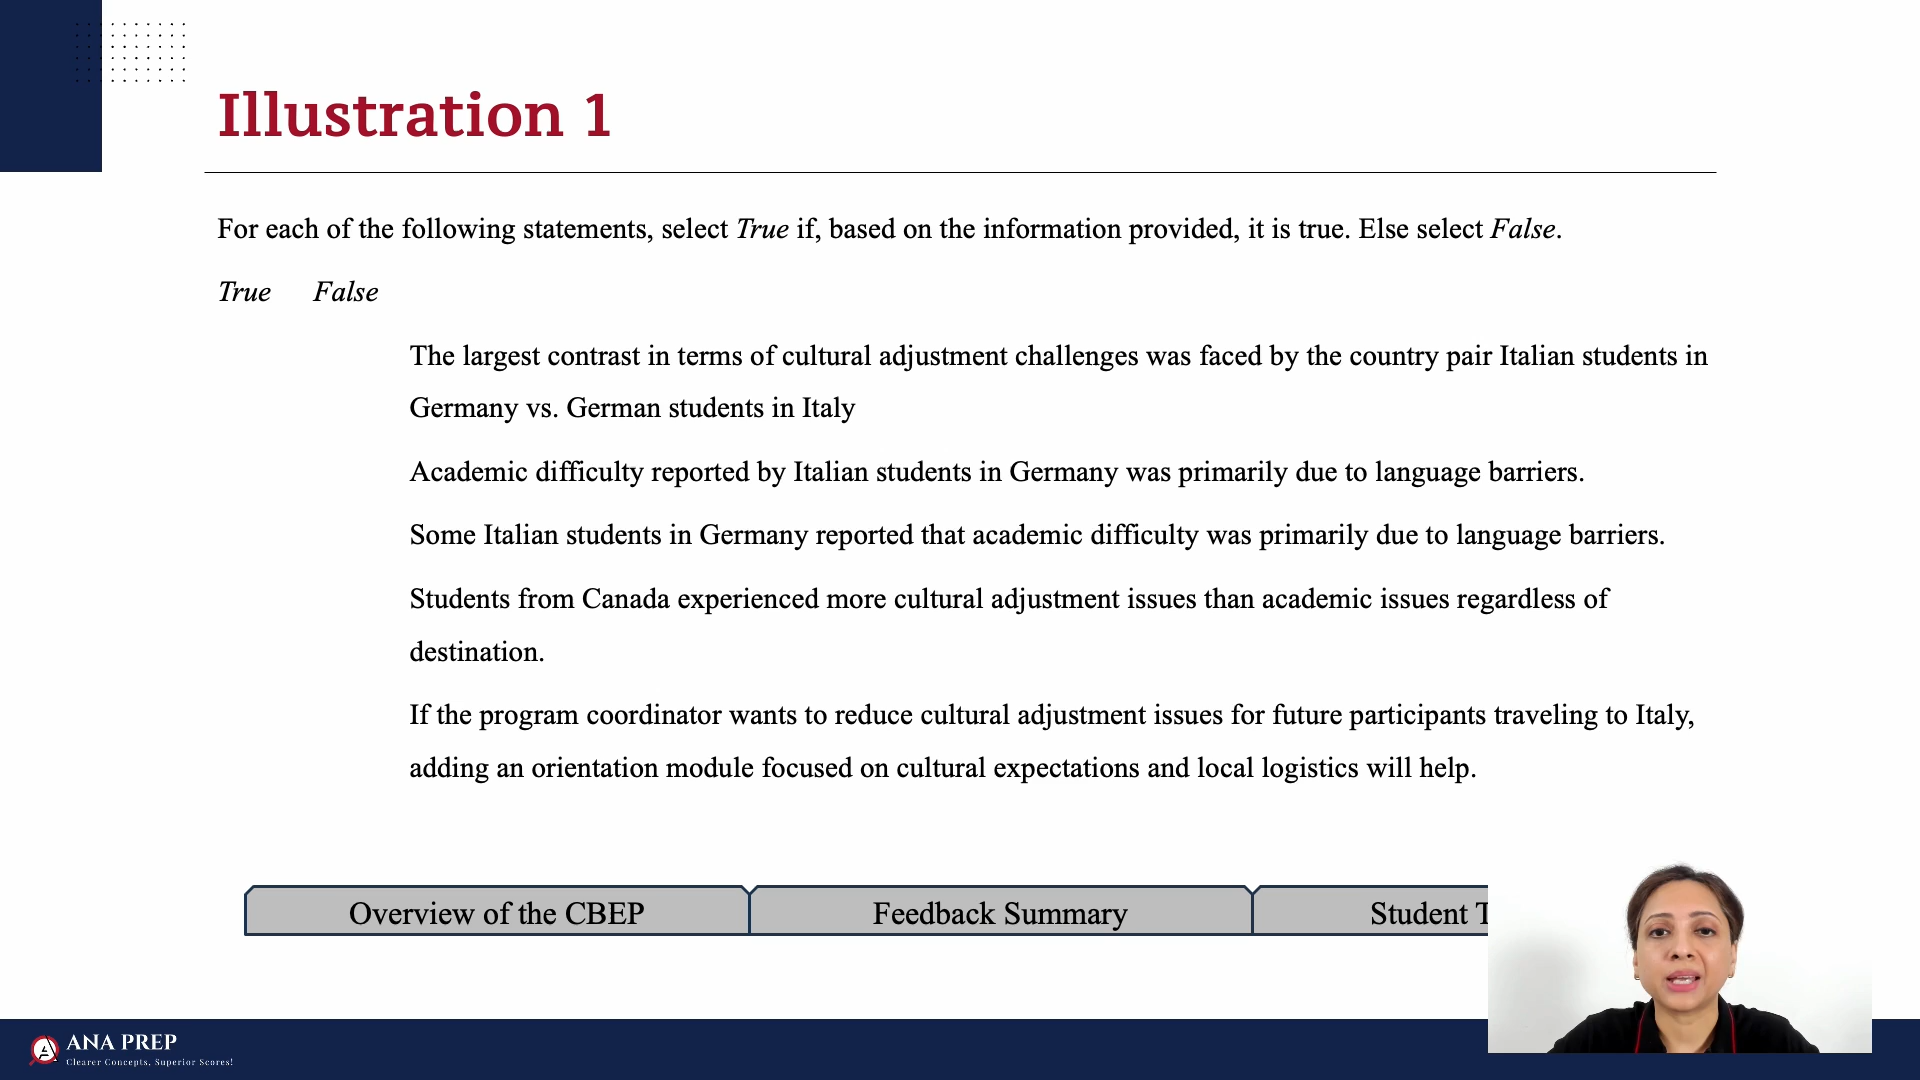 Illustration 1
For each of the following statements, select True if, based on the information provided, it is true. Else select False.
True False
The largest contrast in terms of cultural adjustment challenges was faced by the country pair Italian students in
Germany vs. German students in Italy
Academic difficulty reported by Italian students in Germany was primarily due to language barriers.
Some Italian students in Germany reported that academic difficulty was primarily due to language barriers.
Students from Canada experienced more cultural adjustment issues than academic issues regardless of
destination.
If the program coordinator wants to reduce cultural adjustment issues for future participants traveling to Italy,
adding an orientation module focused on cultural expectations and local logistics will help.
Overview of the CBEP
Feedback Summary
Student
ANA PREP
Clearer Concepts, Superior Scores!